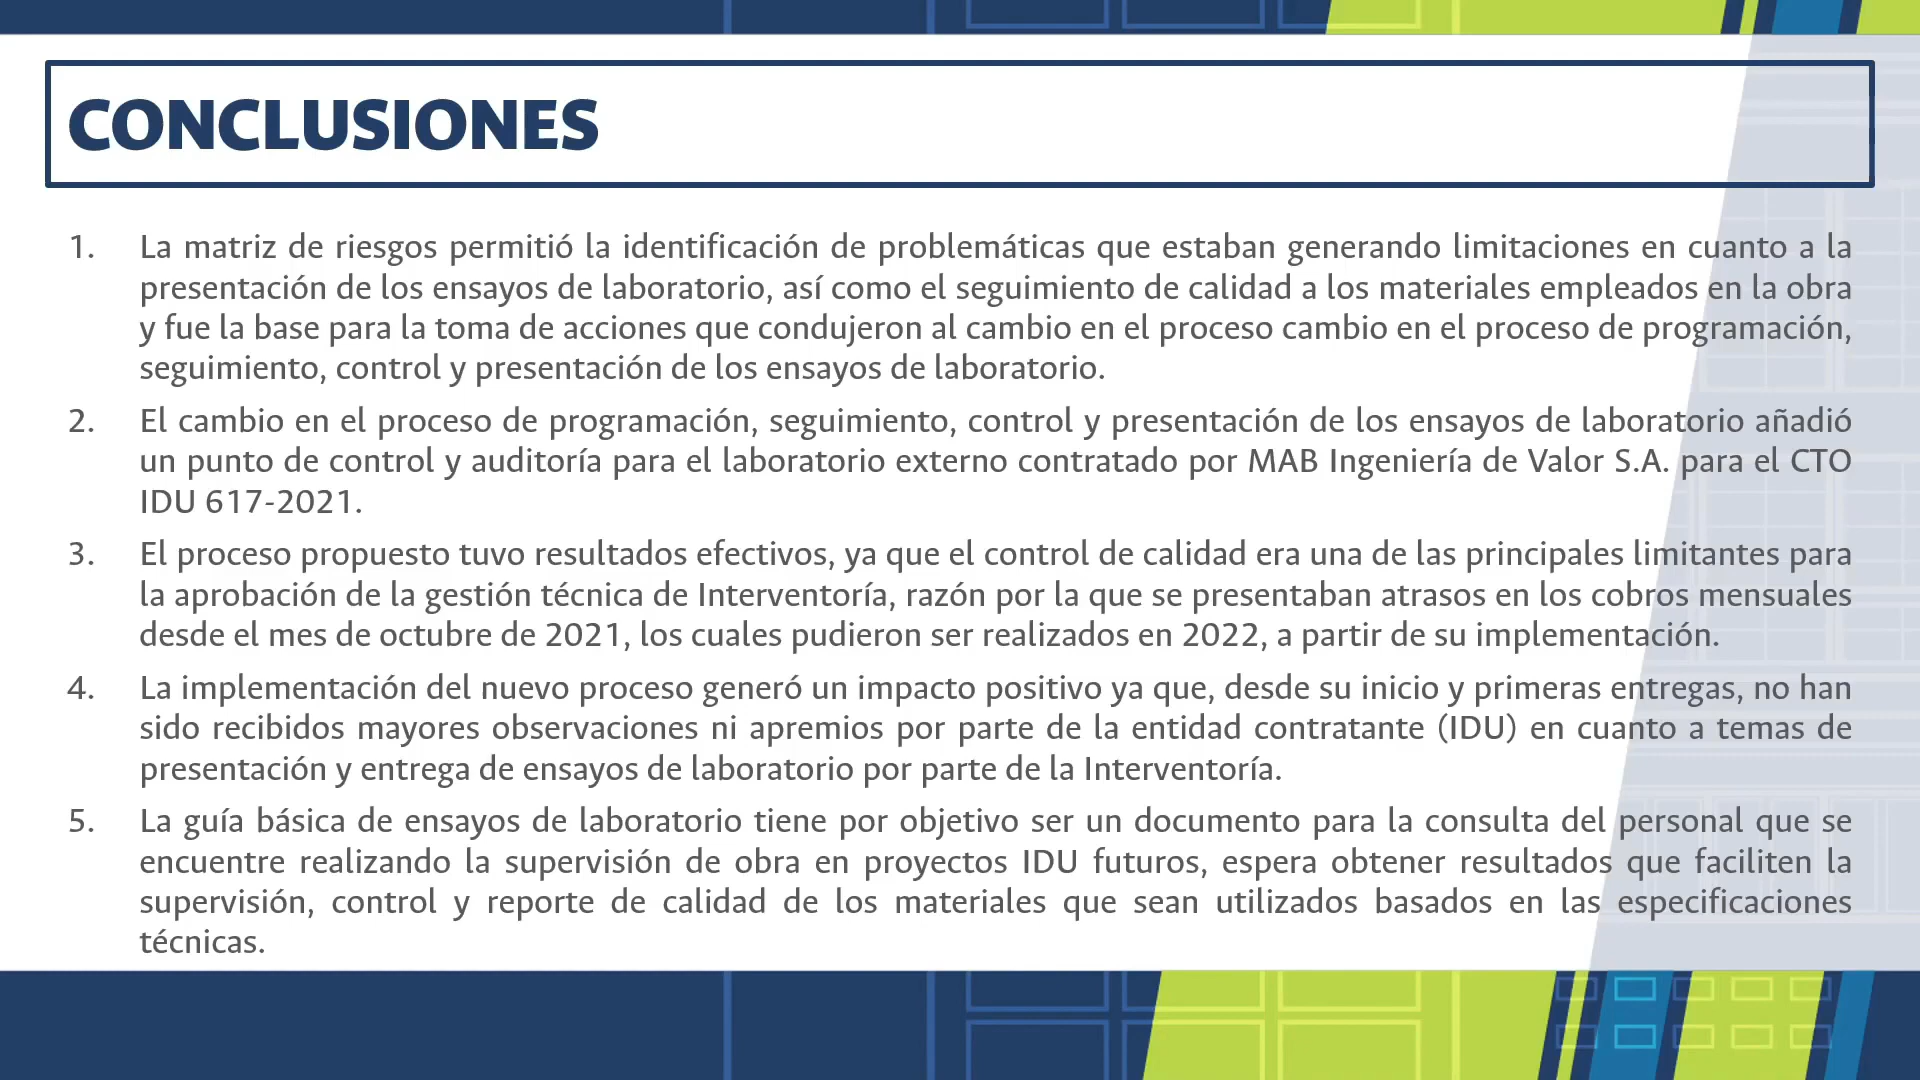 CONCLUSIONES
1. La matriz de riesgos permitió la identificación de problemáticas que estaban generando limitaciones en cuanto a la
presentación de los ensayos de laboratorio, así como el seguimiento de calidad a los materiales empleados en la obra
y fue la base para la toma de acciones que condujeron al cambio en el proceso cambio en el proceso de programación,
seguimiento, control y presentación de los ensayos de laboratorio.
2. El cambio en el proceso de programación, seguimiento, control y presentación de los ensayos de laboratorio añadió
un punto de control y auditoría para el laboratorio externo contratado por MAB Ingeniería de Valor S.A. para el CTO
IDU 617-2021.
3. El proceso propuesto tuvo resultados efectivos, ya que el control de calidad era una de las principales limitantes para
la aprobación de la gestión técnica de Interventoría, razón por la que se presentaban atrasos en los cobros mensuales
desde el mes de octubre de 2021, los cuales pudieron ser realizados en 2022, a partir de su implementación.
4. La implementación del nuevo proceso generó un impacto positivo ya que, desde su inicio y primeras entregas, no han
sido recibidos mayores observaciones ni apremios por parte de la entidad contratante (IDU) en cuanto a temas de
presentación y entrega de ensayos de laboratorio por parte de la Interventoría.
5. La guía básica de ensayos de laboratorio tiene por objetivo ser un documento para la consulta del personal que se
encuentre realizando la supervisión de obra en proyectos IDU futuros, espera obtener resultados que faciliten la
supervisión, control y reporte de calidad de los materiales que sean utilizados basados en las especificaciones
técnicas.